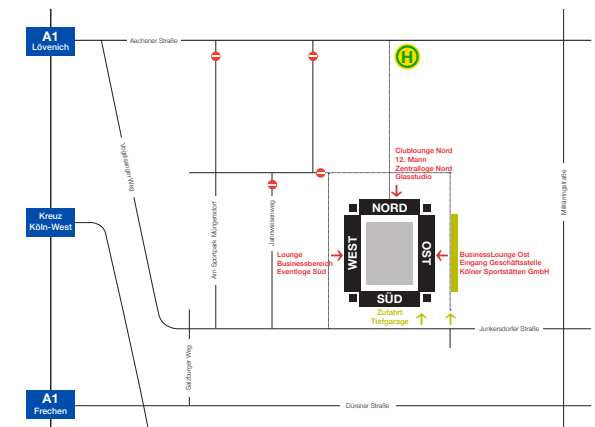 A1
Lövenich
Aachener Straße
H
Vogelsanger Weg
Clublounge Nord
12. Mann
Zentralloge Nord
Glasstudio
Militärringstraße
Kreuz
Köln-West
Am Sportpark Müngersdorf
Jahnwiesenweg
NORD
WEST
OST
SÜD
Lounge
Businessbereich
Eventloge Süd
BusinessLounge Ost
Eingang Geschäftsstelle
Kölner Sportstätten GmbH
Zufahrt
Tiefgarage
Junkersdorfer Straße
Salzburger Weg
A1
Frechen
Dürener Straße